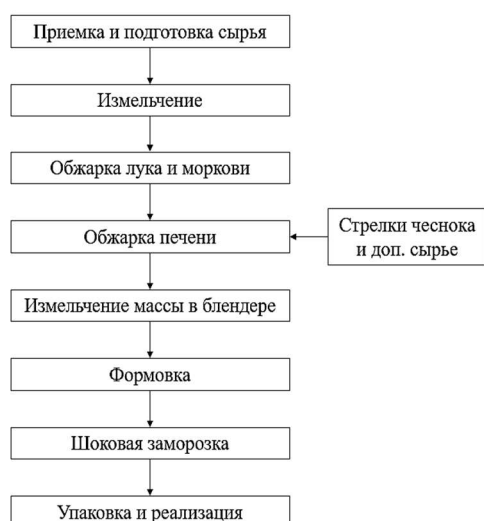 Приемка и подготовка сырья
Измельчение
Обжарка лука и моркови
Обжарка печени
Стрелки чеснока
и доп. сырье
Измельчение массы в блендере
Формовка
Шоковая заморозка
Упаковка и реализация